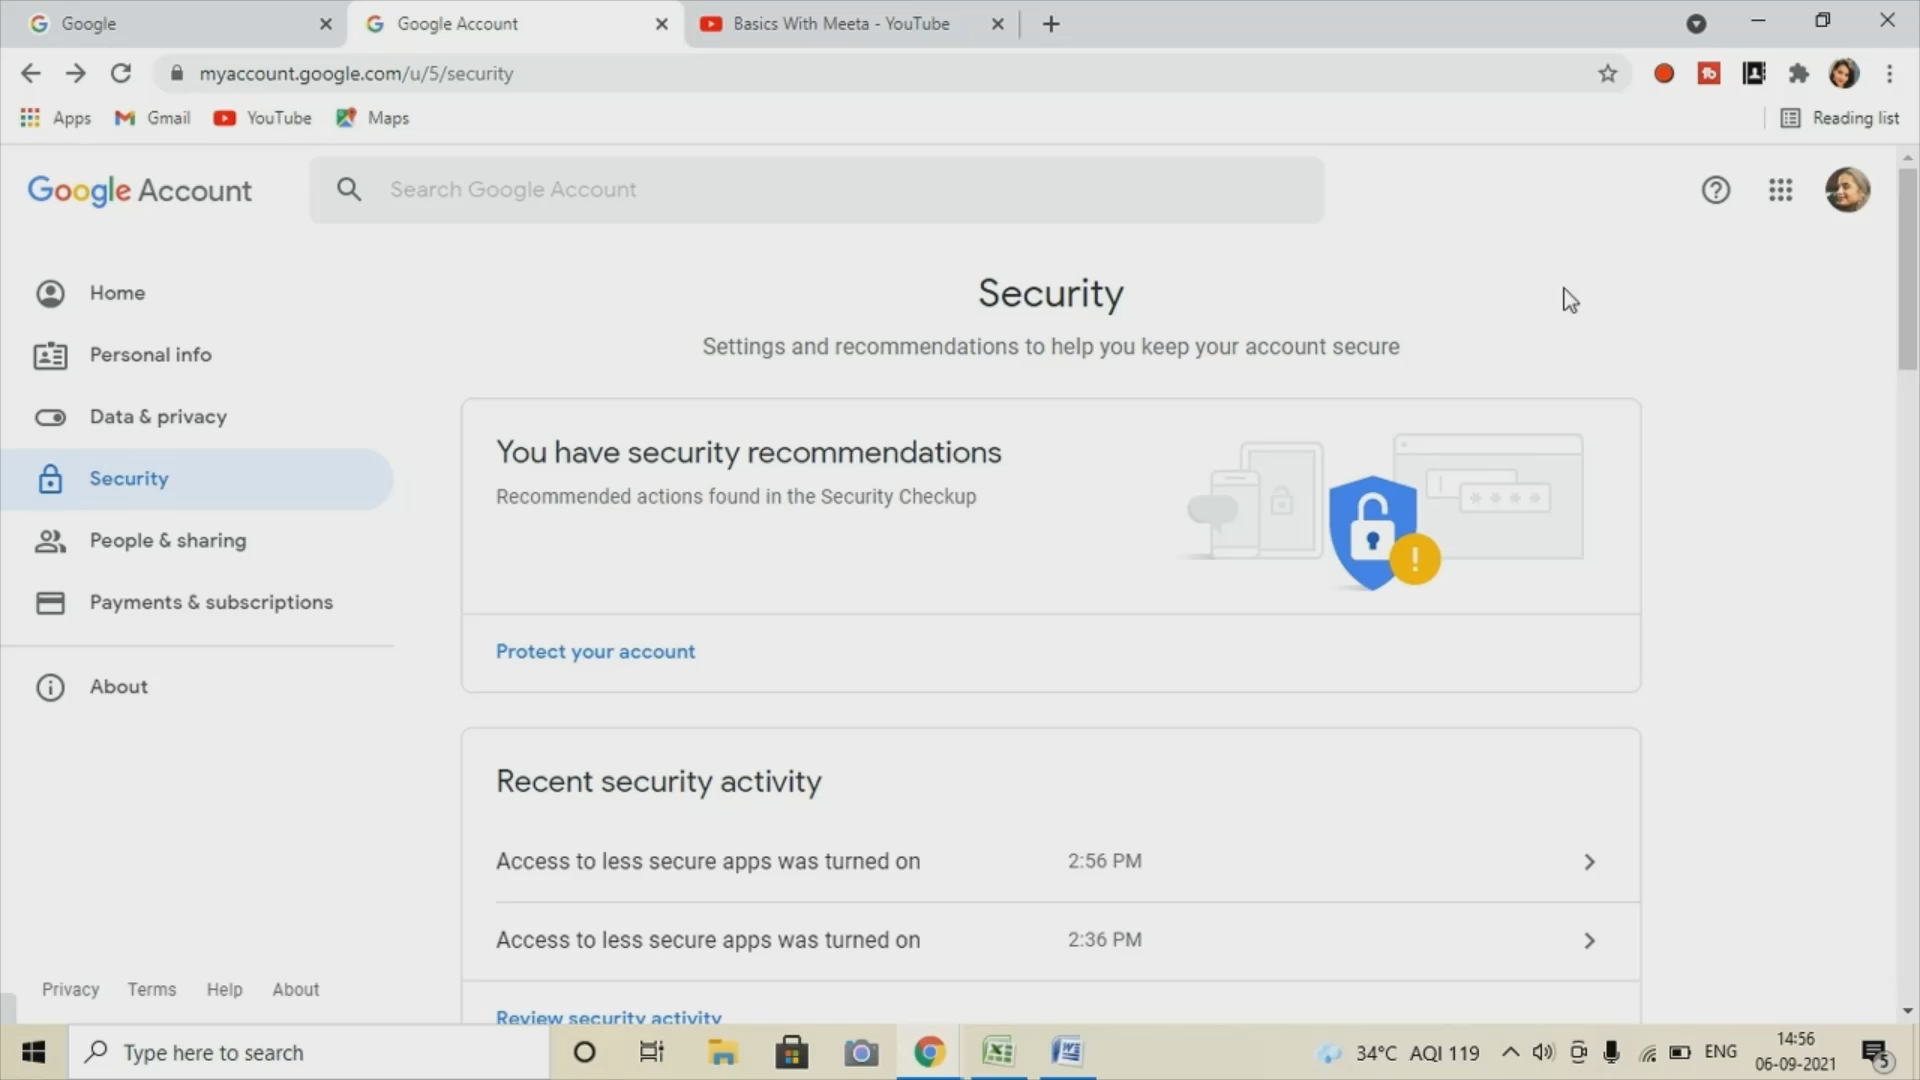 Google
Google Account
Basics With Meeta - YouTube
myaccount.google.com/u/5/security
Apps
Gmail
YouTube
Maps
Reading list
Google Account
Search Google Account
Home
Personal info
Data & privacy
Security
People & sharing
Payments & subscriptions
About
Security
Settings and recommendations to help you keep your account secure
You have security recommendations
Recommended actions found in the Security Checkup
Protect your account
Recent security activity
Access to less secure apps was turned on 2:56 PM
Access to less secure apps was turned on 2:36 PM
Review security activity
Privacy Terms Help About
Type here to search
34°C AQI 119
ENG
14:56
06-09-2021
5